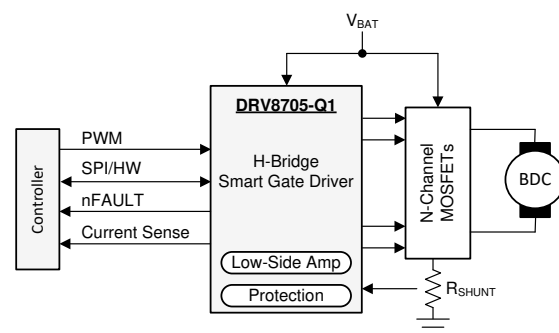 VBAT
DRV8705-Q1
PWM
H-Bridge
Smart Gate Driver
SPI/HW
nFAULT
Current Sense
Controller
N-Channel
MOSFETs
BDC
Low-Side Amp
Protection
RSHUNT